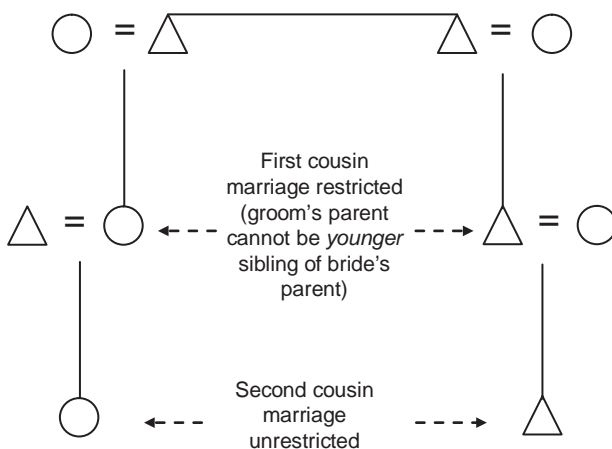 First cousin
marriage restricted
(groom's parent
cannot be younger
sibling of bride's
parent)
Second cousin
marriage
unrestricted